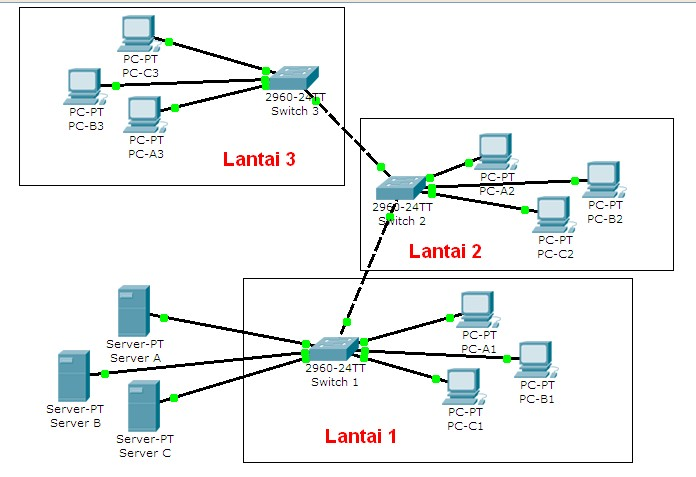 PC-PT
PC-C3
PC-PT
PC-B3
PC-PT
PC-A3
2960-24TT
Switch 3
Lantai 3
PC-PT
PC-A2
PC-PT
PC-B2
PC-PT
PC-C2
2960-24TT
Switch 2
Lantai 2
Server-PT
Server A
Server-PT
Server B
Server-PT
Server C
2960-24TT
Switch 1
PC-PT
PC-A1
PC-PT
PC-B1
PC-PT
PC-C1
Lantai 1